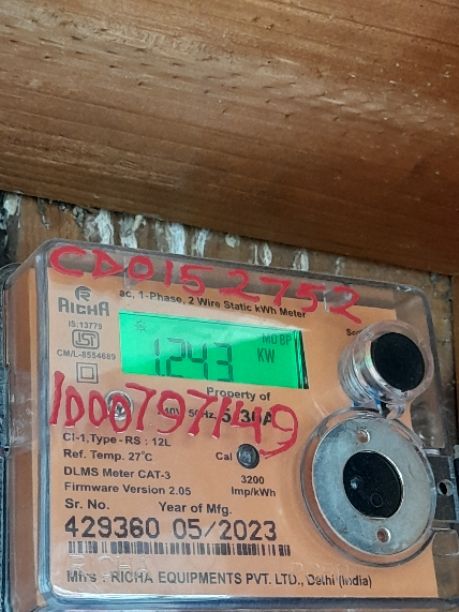 CD0152752
RICHA
ac, 1-Phase, 2 Wire Static kWh Meter
IS:13779
CM/L-8554689
MD BP
1.243 KW
Property of
50Hz, 5-30A
CI-1, Type - RS : 12L
Ref. Temp. 27°C
Cal
DLMS Meter CAT-3
3200
Imp/kWh
Firmware Version 2.05
Sr. No. Year of Mfg.
429360 05/2023
Mfrs : RICHA EQUIPMENTS PVT. LTD., Delhi (India)